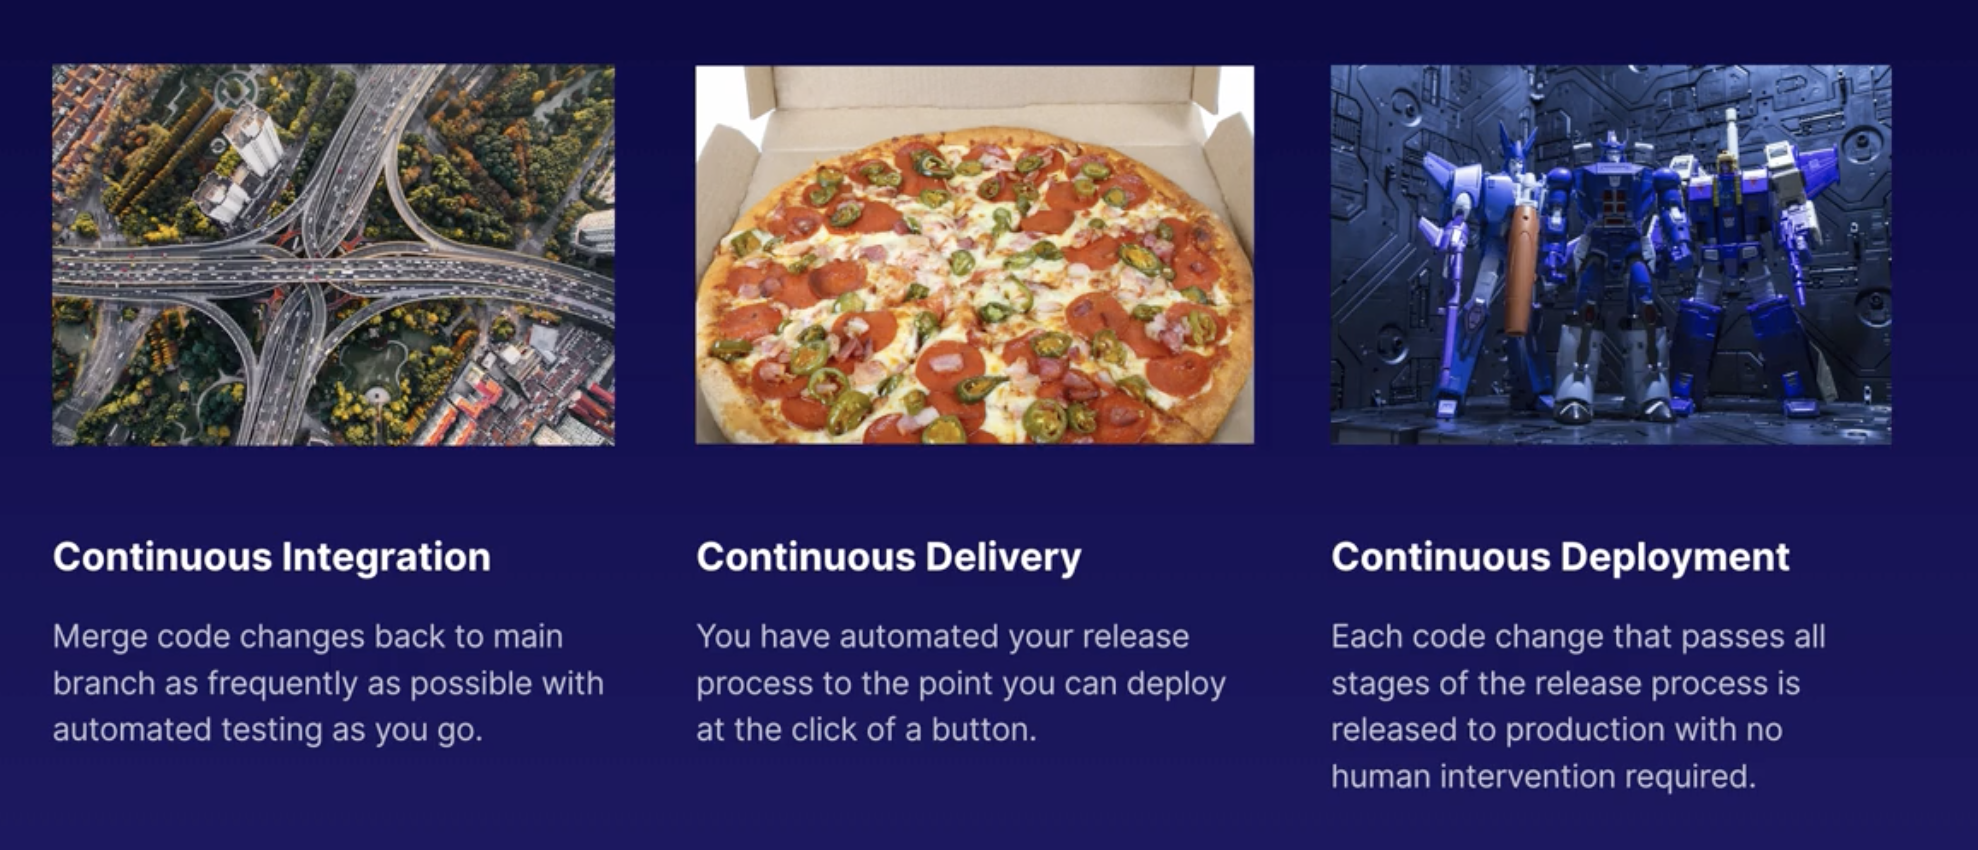 Continuous Integration
Merge code changes back to main
branch as frequently as possible with
automated testing as you go.
Continuous Delivery
You have automated your release
process to the point you can deploy
at the click of a button.
Continuous Deployment
Each code change that passes all
stages of the release process is
released to production with no
human intervention required.